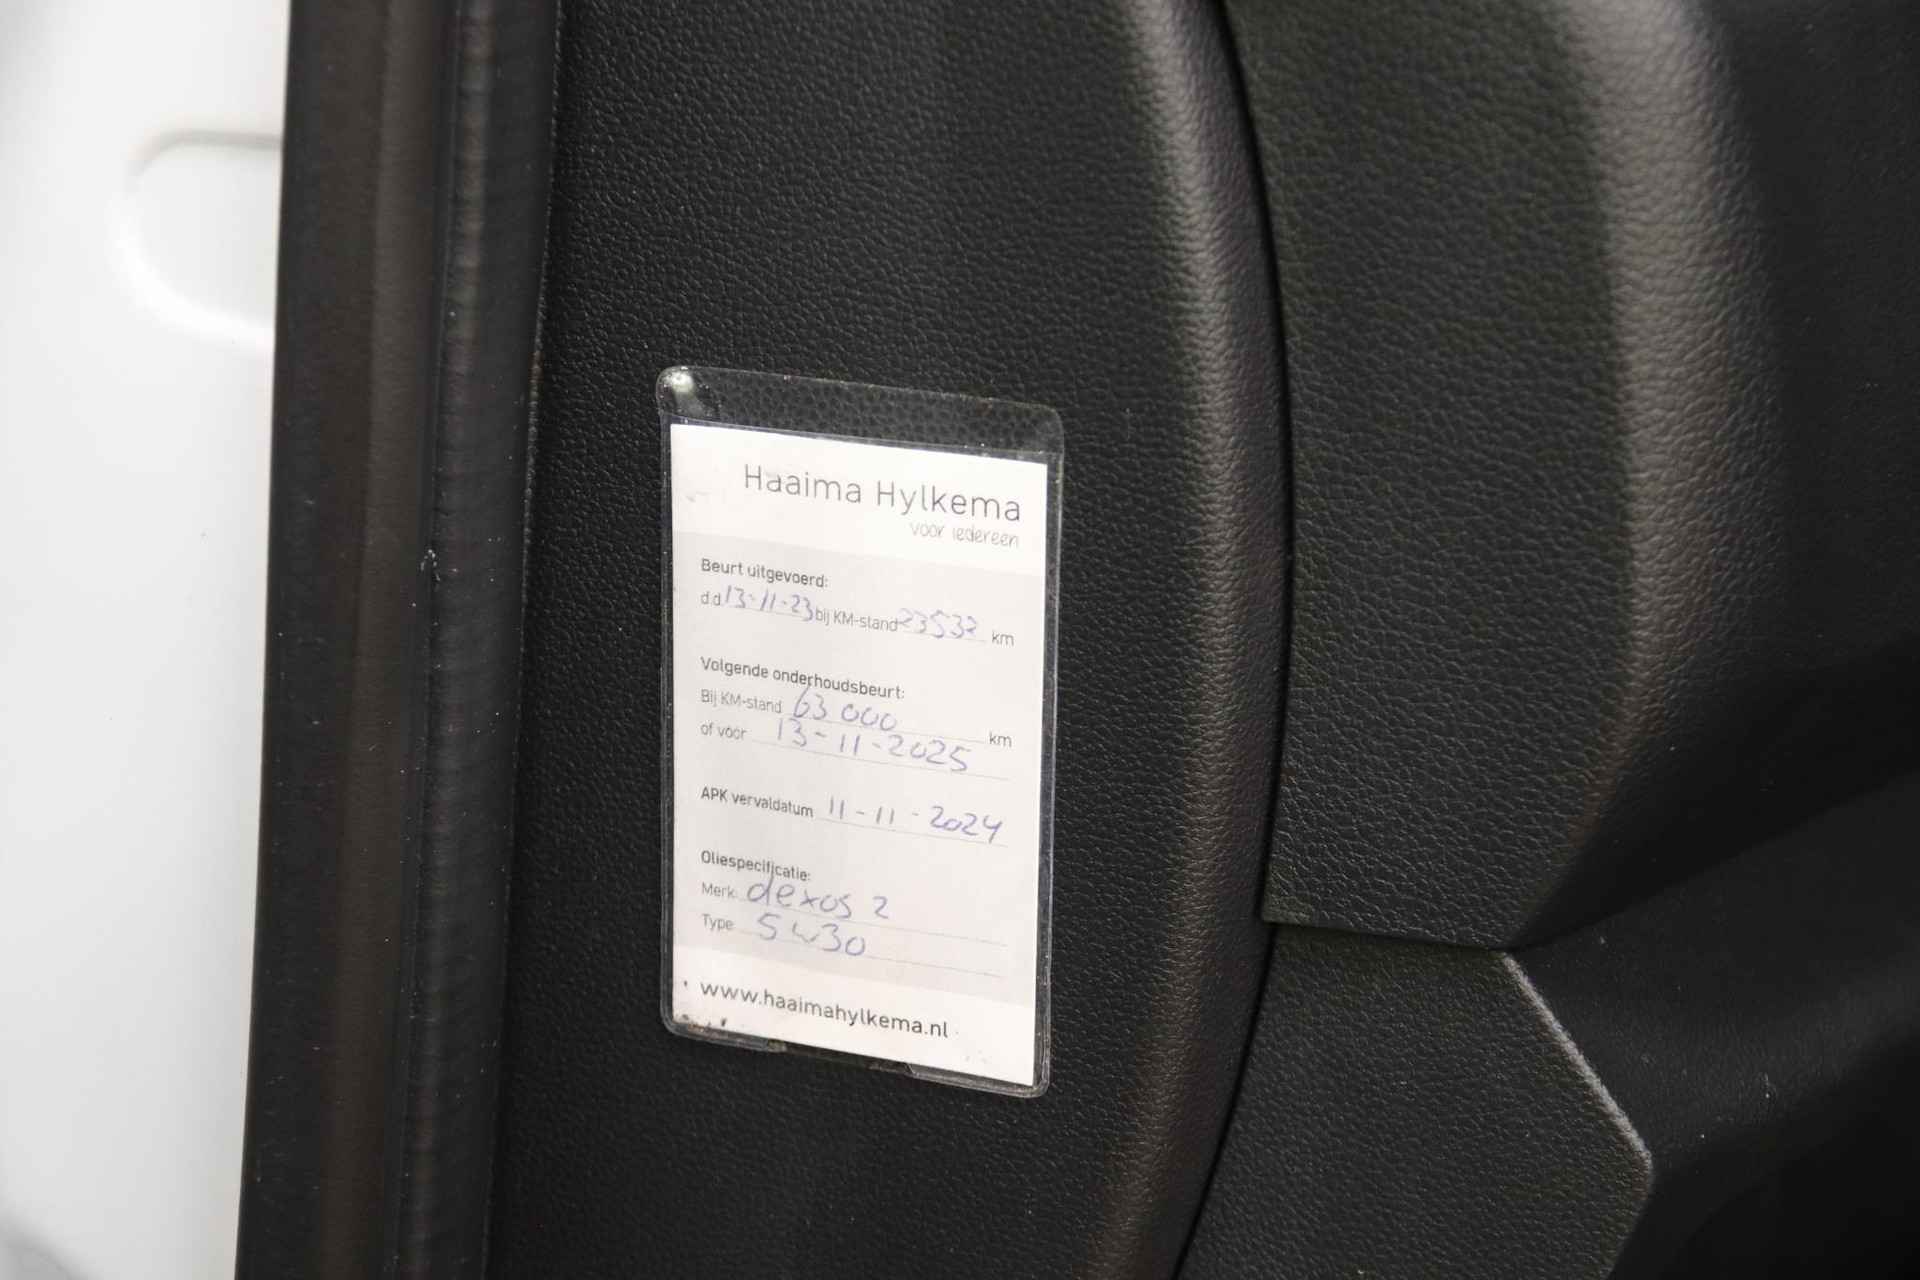 Haaima Hylkema
voor iedereen
Beurt uitgevoerd:
d.d. 13-11-23 bij KM-stand 23532 km
Volgende onderhoudsbeurt:
Bij KM-stand 63 000 km
of vóór 13-11-2025
APK vervaldatum 11-11-2024
Oliespecificatie:
Merk: dexos 2
Type 5w30
www.haaimahylkema.nl